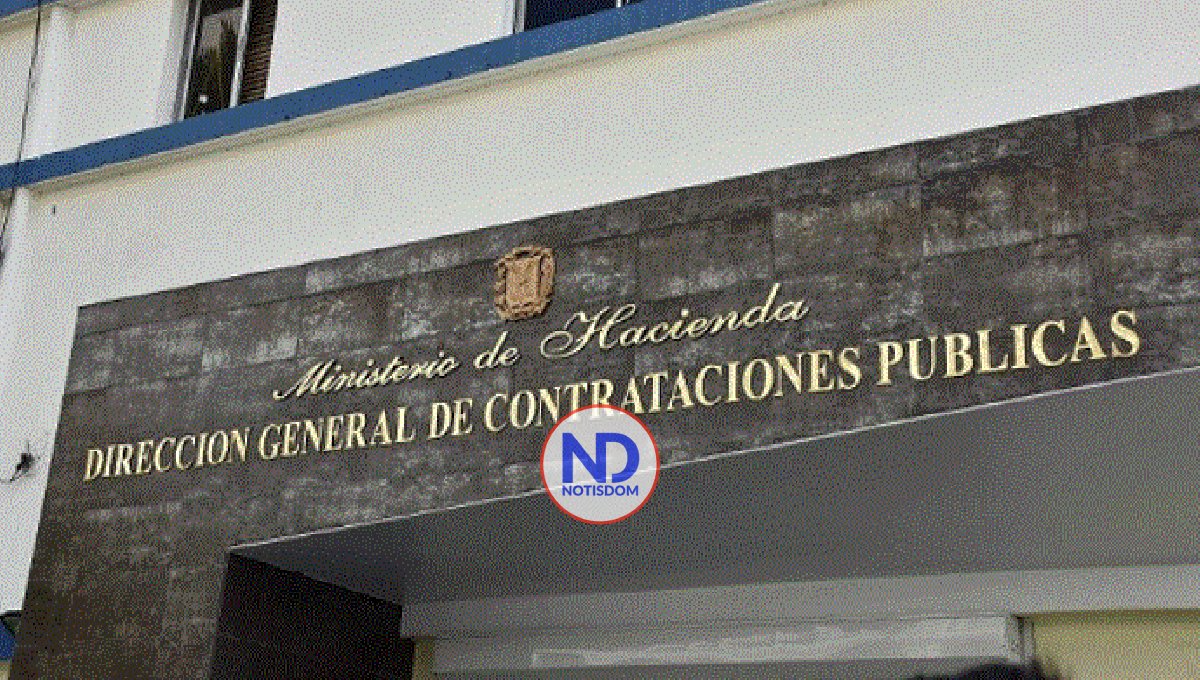 Ministerio de Hacienda
DIRECCION GENERAL DE CONTRATACIONES PUBLICAS
ND
NOTISDOM